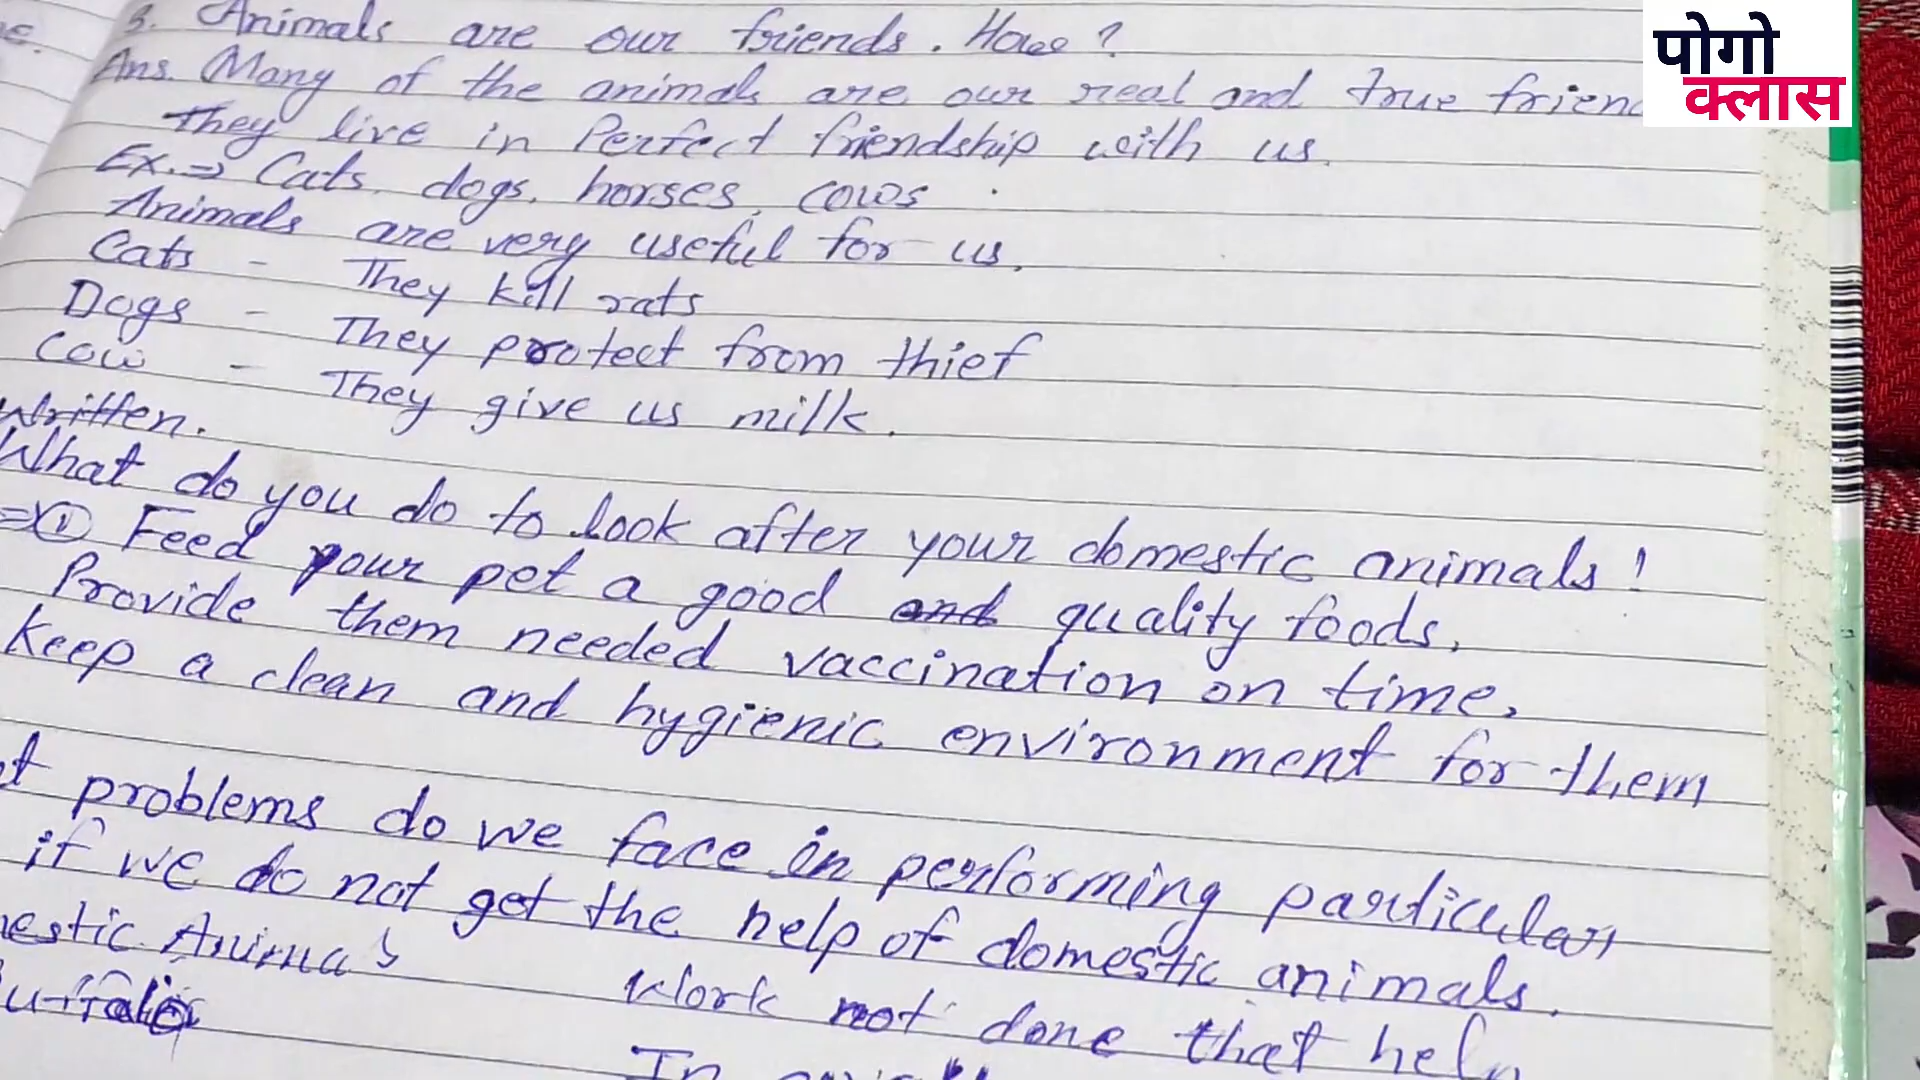 3. Animals are our friends. How?
Ans. Many of the animals are our real and true frien
They live in Perfect friendship with us.
Ex.⇒ Cats, dogs, horses, cows
Animals are very useful for us.
Cats - They kill rats
Dogs - They protect from thief
Cow - They give us milk.
Written.
What do you do to look after your domestic animals!
⇒① Feed your pet a good and quality foods.
Provide them needed vaccination on time.
Keep a clean and hygienic environment for them
problems do we face in performing particular
if we do not get the help of domestic animals.
estic Animals
Work not done that help
In
पोगो
क्लास